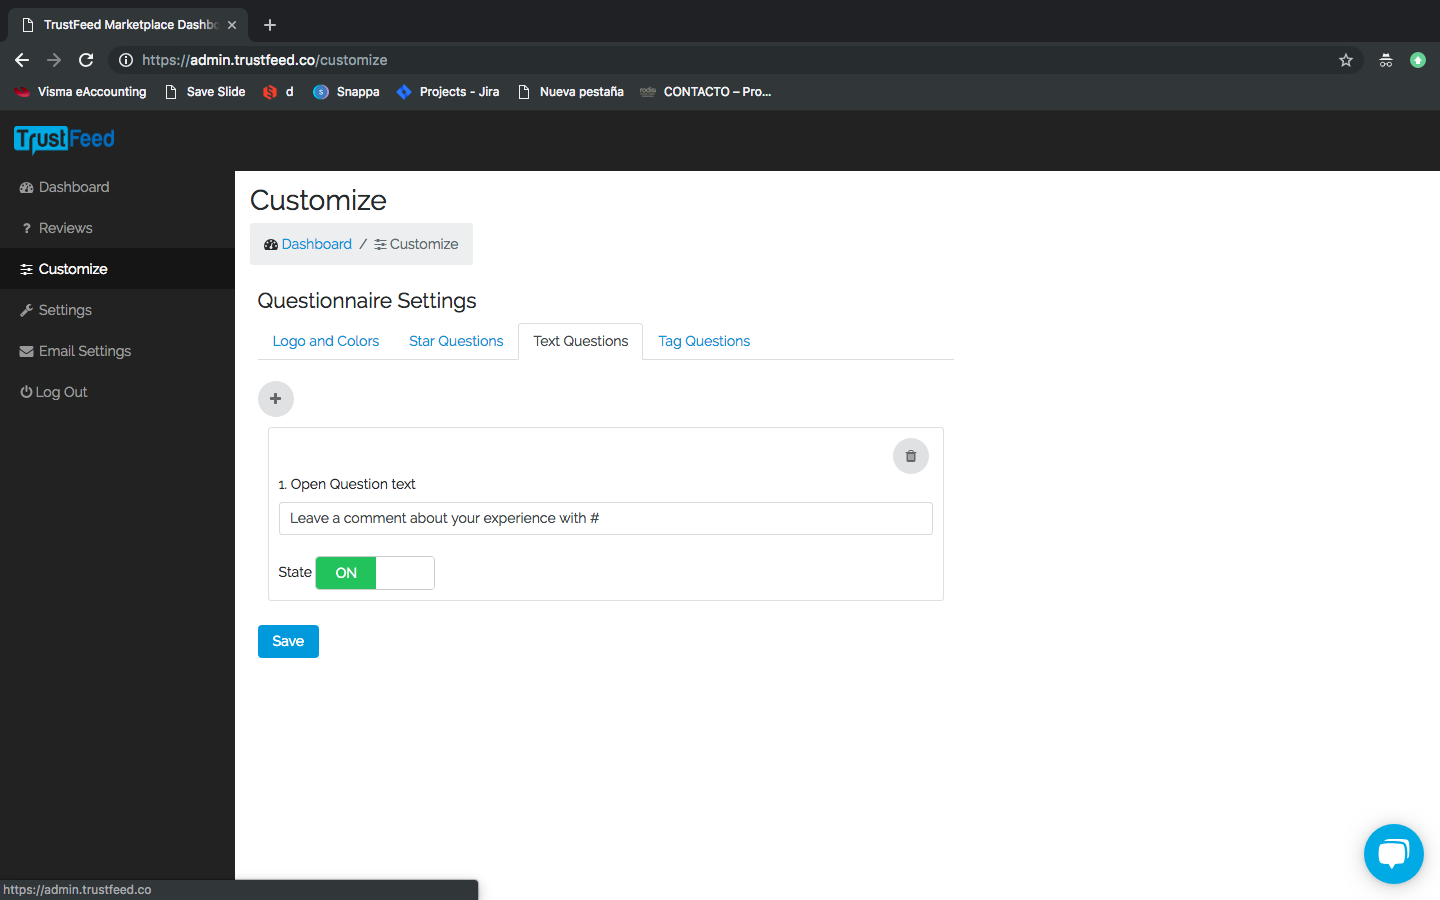 TrustFeed Marketplace Dashb
https://admin.trustfeed.co/customize
Visma eAccounting
Save Slide
d
Snappa
Projects - Jira
Nueva pestaña
CONTACTO – Pro...
TrustFeed
Dashboard
Reviews
Customize
Settings
Email Settings
Log Out
Customize
Dashboard / Customize
Questionnaire Settings
Logo and Colors
Star Questions
Text Questions
Tag Questions
1. Open Question text
Leave a comment about your experience with #
State ON
Save
https://admin.trustfeed.co